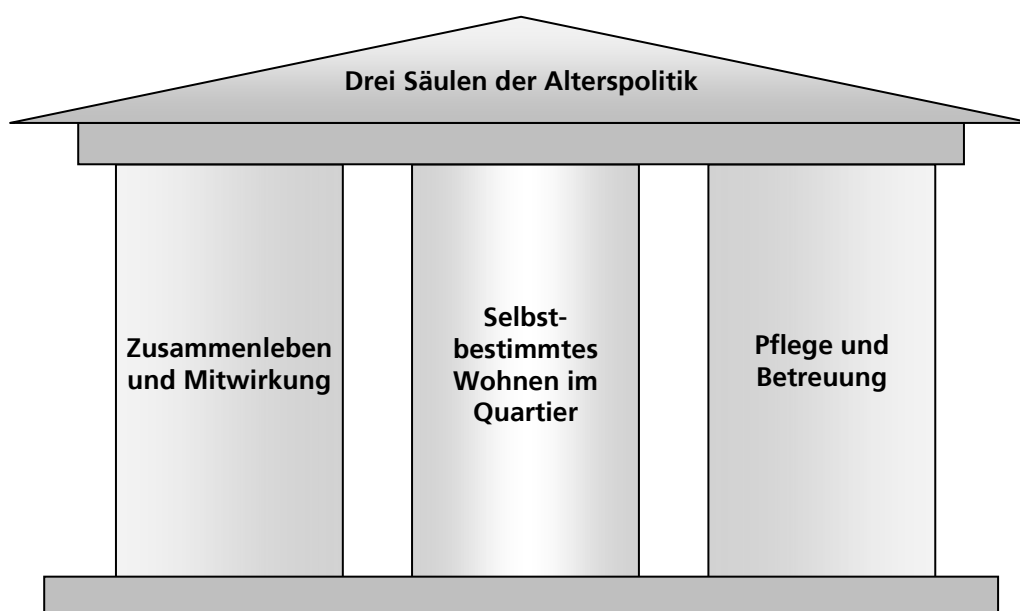 Drei Säulen der Alterspolitik
Zusammenleben
und Mitwirkung
Selbst-
bestimmtes
Wohnen im
Quartier
Pflege und
Betreuung